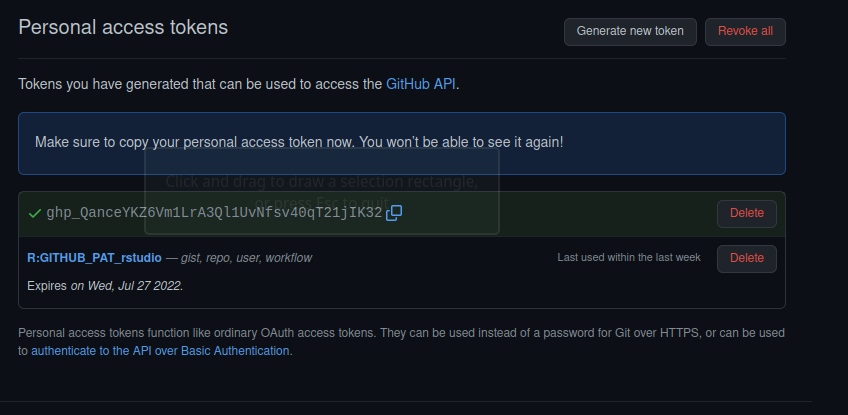 Personal access tokens
Generate new token
Revoke all
Tokens you have generated that can be used to access the GitHub API.
Make sure to copy your personal access token now. You won't be able to see it again!
Click and drag to draw a selection rectangle,
or press Esc to quit
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
Delete
R:GITHUB_PAT_rstudio — gist, repo, user, workflow
Last used within the last week
Delete
Expires on Wed, Jul 27 2022.
Personal access tokens function like ordinary OAuth access tokens. They can be used instead of a password for Git over HTTPS, or can be used
to authenticate to the API over Basic Authentication.